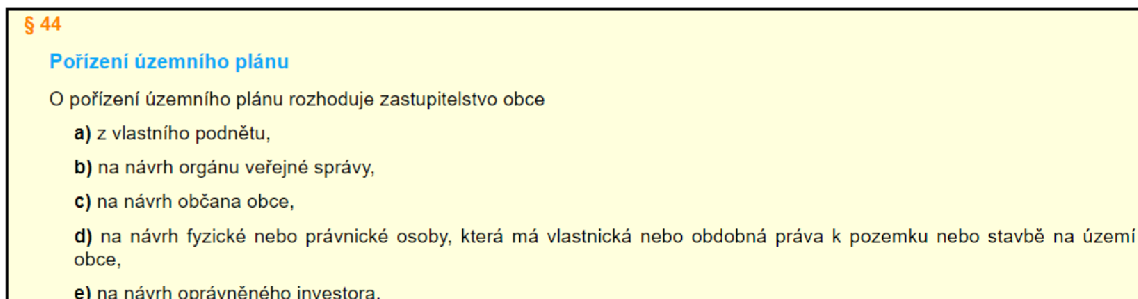 § 44
Pořízení územního plánu
O pořízení územního plánu rozhoduje zastupitelstvo obce
a) z vlastního podnětu,
b) na návrh orgánu veřejné správy,
c) na návrh občana obce,
d) na návrh fyzické nebo právnické osoby, která má vlastnická nebo obdobná práva k pozemku nebo stavbě na území
obce,
e) na návrh oprávněného investora.